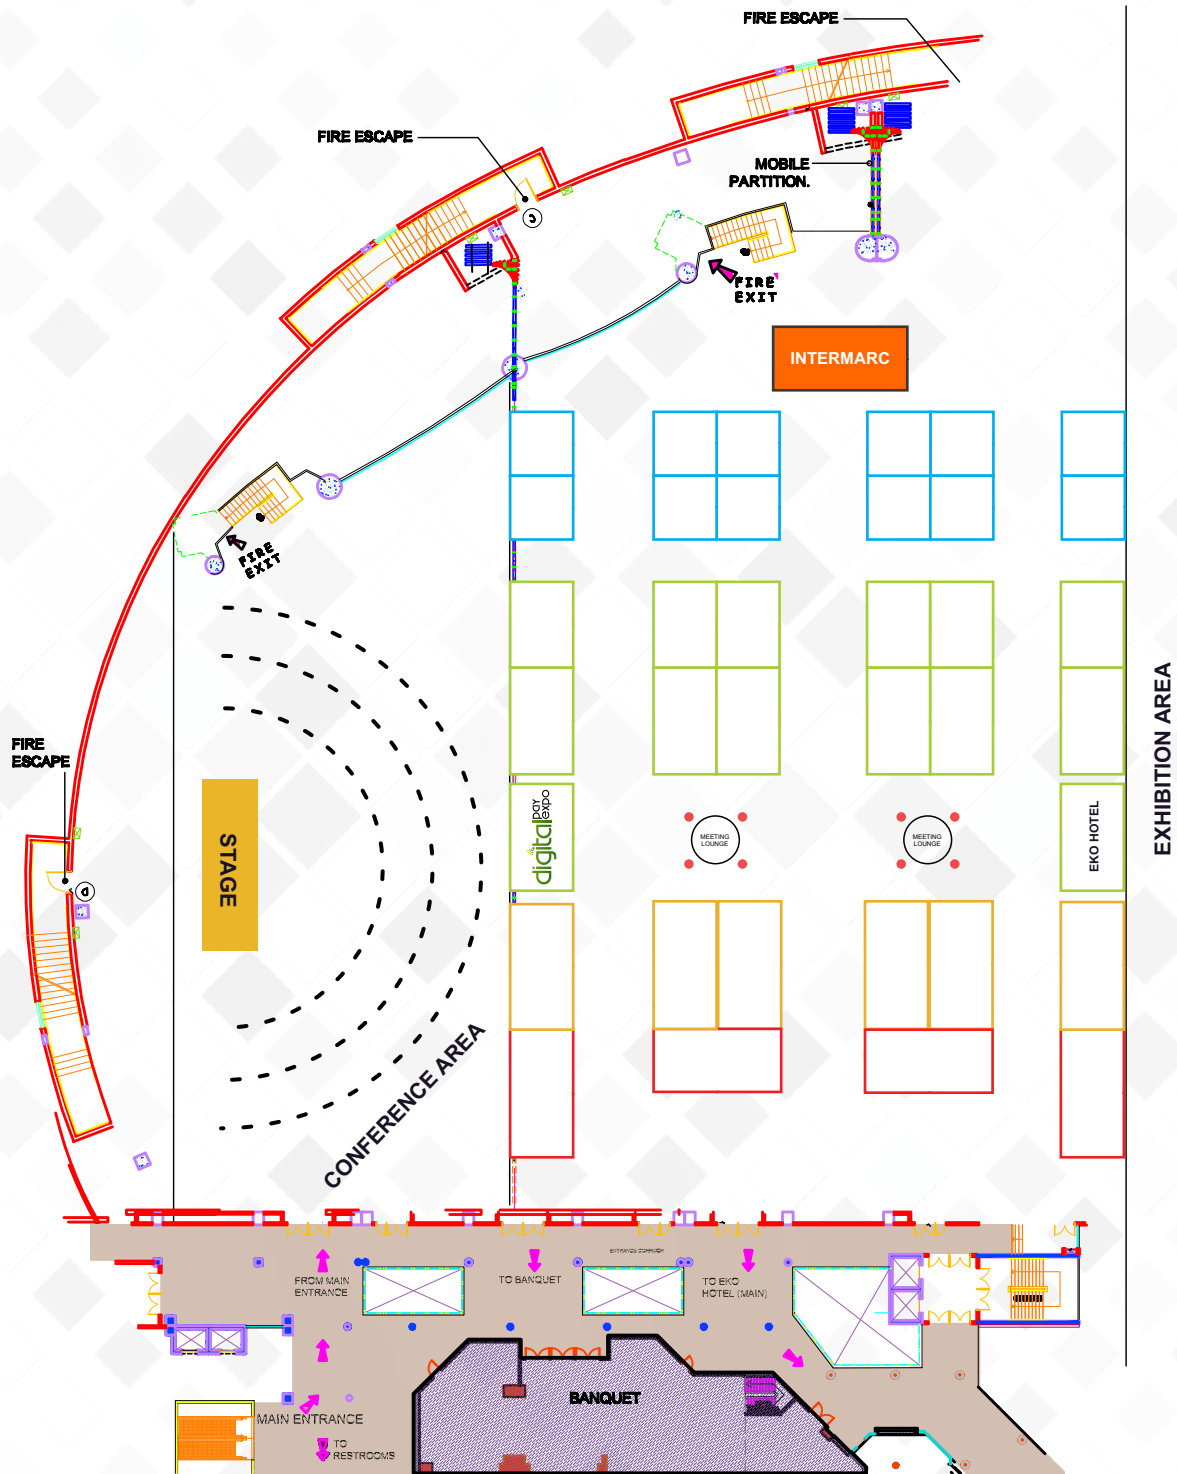 FIRE ESCAPE
FIRE ESCAPE
MOBILE
PARTITION.
FIRE
EXIT
INTERMARC
FIRE
EXIT
FIRE
ESCAPE
STAGE
digital
pay
expo
MEETING
LOUNGE
MEETING
LOUNGE
EKO HOTEL
EXHIBITION AREA
CONFERENCE AREA
ENTRANCE CORRIDOR
FROM MAIN
ENTRANCE
TO BANQUET
TO EKO
HOTEL (MAIN)
BANQUET
MAIN ENTRANCE
TO
RESTROOMS